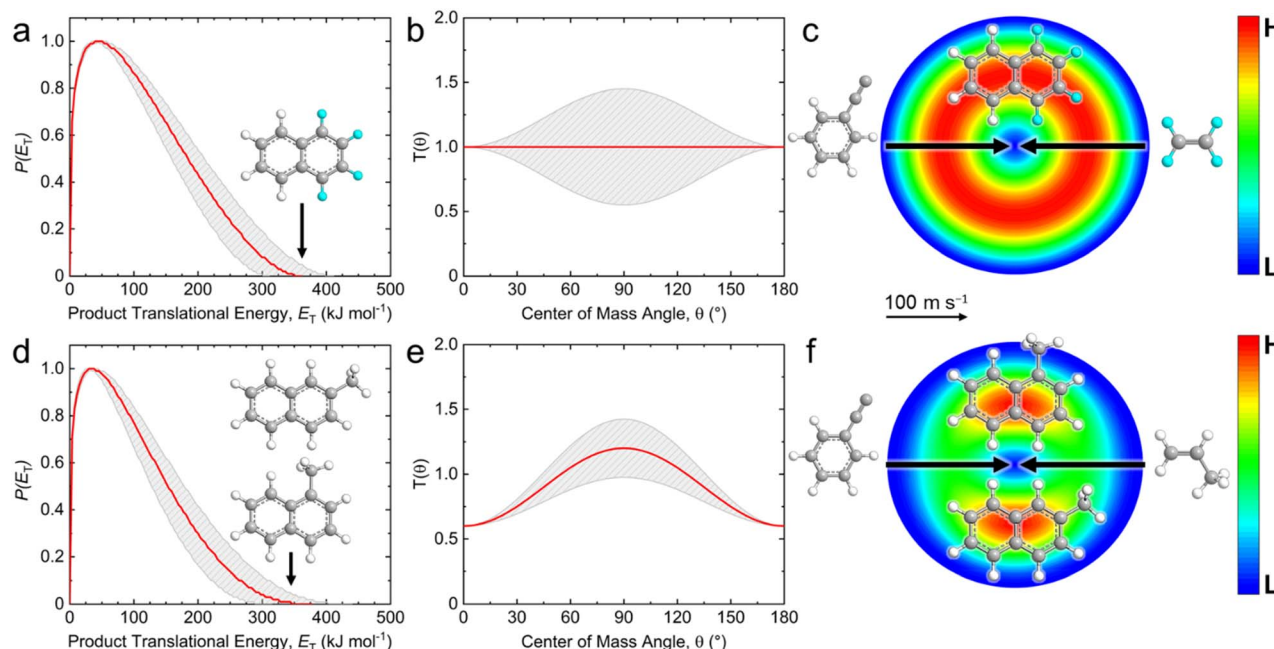 a
1.0
0.8
0.6
0.4
0.2
0
P(E_T)
0 100 200 300 400 500
Product Translational Energy, E_T (kJ mol⁻¹)
b
2.0
1.5
1.0
0.5
0
T(θ)
0 30 60 90 120 150 180
Center of Mass Angle, θ (°)
c
H
L
100 m s⁻¹
d
1.0
0.8
0.6
0.4
0.2
0
P(E_T)
0 100 200 300 400 500
Product Translational Energy, E_T (kJ mol⁻¹)
e
2.0
1.5
1.0
0.5
0
T(θ)
0 30 60 90 120 150 180
Center of Mass Angle, θ (°)
f
H
L